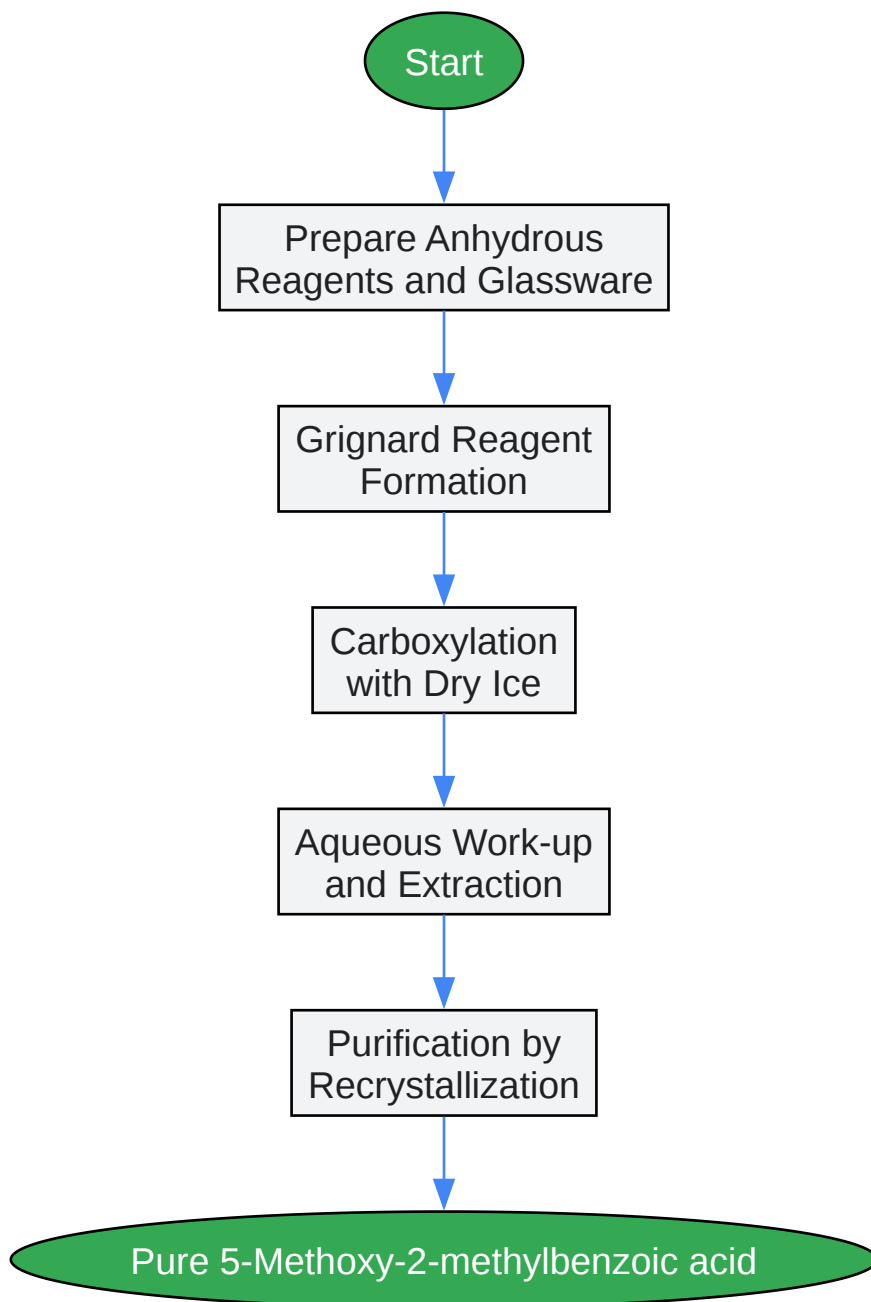 Start
Prepare Anhydrous
Reagents and Glassware
Grignard Reagent
Formation
Carboxylation
with Dry Ice
Aqueous Work-up
and Extraction
Purification by
Recrystallization
Pure 5-Methoxy-2-methylbenzoic acid